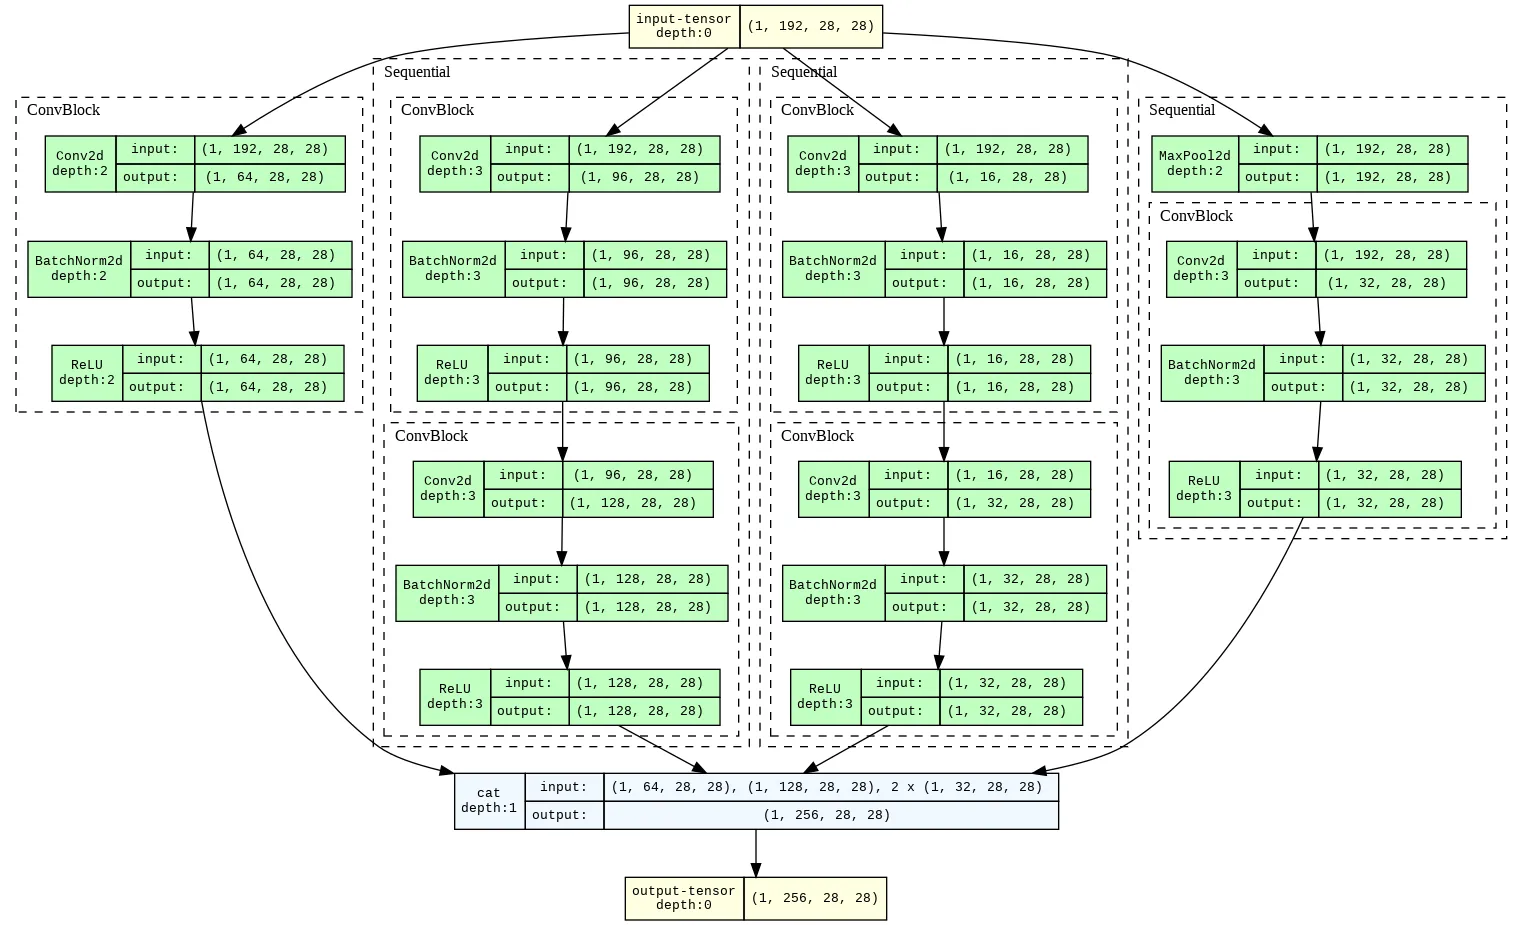 input-tensor
depth:0
(1, 192, 28, 28)
ConvBlock
Conv2d
depth:2
input:
(1, 192, 28, 28)
output:
(1, 64, 28, 28)
BatchNorm2d
depth:2
input:
(1, 64, 28, 28)
output:
(1, 64, 28, 28)
ReLU
depth:2
input:
(1, 64, 28, 28)
output:
(1, 64, 28, 28)
Sequential
ConvBlock
Conv2d
depth:3
input:
(1, 192, 28, 28)
output:
(1, 96, 28, 28)
BatchNorm2d
depth:3
input:
(1, 96, 28, 28)
output:
(1, 96, 28, 28)
ReLU
depth:3
input:
(1, 96, 28, 28)
output:
(1, 96, 28, 28)
ConvBlock
Conv2d
depth:3
input:
(1, 96, 28, 28)
output:
(1, 128, 28, 28)
BatchNorm2d
depth:3
input:
(1, 128, 28, 28)
output:
(1, 128, 28, 28)
ReLU
depth:3
input:
(1, 128, 28, 28)
output:
(1, 128, 28, 28)
Sequential
ConvBlock
Conv2d
depth:3
input:
(1, 192, 28, 28)
output:
(1, 16, 28, 28)
BatchNorm2d
depth:3
input:
(1, 16, 28, 28)
output:
(1, 16, 28, 28)
ReLU
depth:3
input:
(1, 16, 28, 28)
output:
(1, 16, 28, 28)
ConvBlock
Conv2d
depth:3
input:
(1, 16, 28, 28)
output:
(1, 32, 28, 28)
BatchNorm2d
depth:3
input:
(1, 32, 28, 28)
output:
(1, 32, 28, 28)
ReLU
depth:3
input:
(1, 32, 28, 28)
output:
(1, 32, 28, 28)
Sequential
MaxPool2d
depth:2
input:
(1, 192, 28, 28)
output:
(1, 192, 28, 28)
ConvBlock
Conv2d
depth:3
input:
(1, 192, 28, 28)
output:
(1, 32, 28, 28)
BatchNorm2d
depth:3
input:
(1, 32, 28, 28)
output:
(1, 32, 28, 28)
ReLU
depth:3
input:
(1, 32, 28, 28)
output:
(1, 32, 28, 28)
cat
depth:1
input:
(1, 64, 28, 28), (1, 128, 28, 28), 2 x (1, 32, 28, 28)
output:
(1, 256, 28, 28)
output-tensor
depth:0
(1, 256, 28, 28)